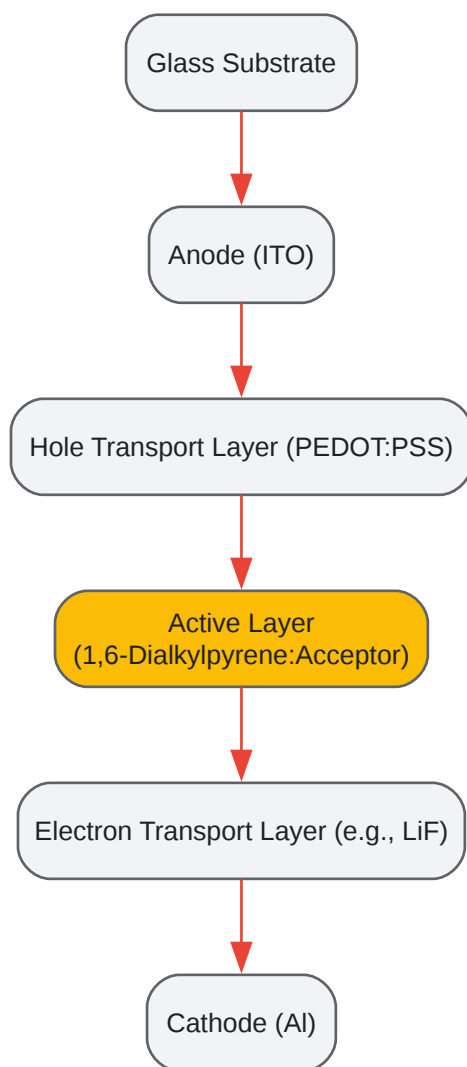 Glass Substrate
Anode (ITO)
Hole Transport Layer (PEDOT:PSS)
Active Layer
(1,6-Dialkylpyrene:Acceptor)
Electron Transport Layer (e.g., LiF)
Cathode (Al)